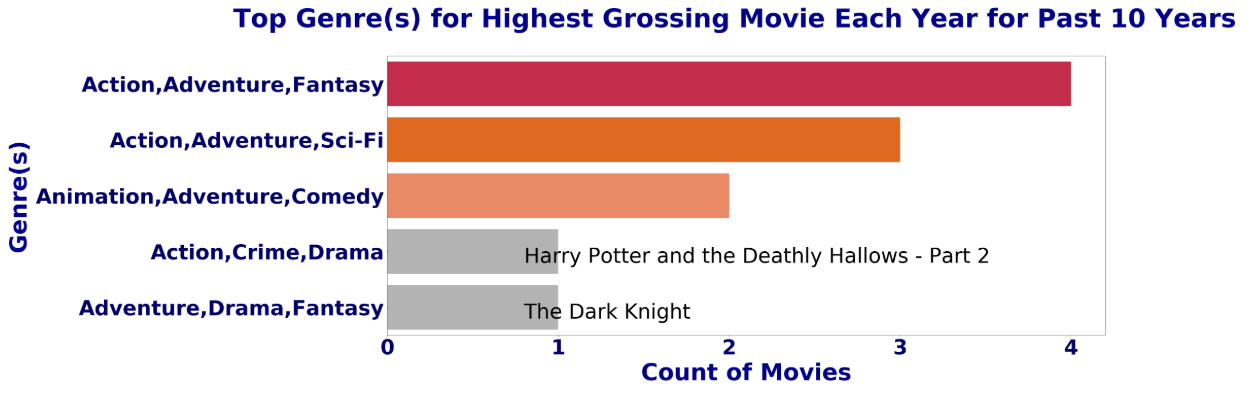 Top Genre(s) for Highest Grossing Movie Each Year for Past 10 Years
Genre(s)
Action,Adventure,Fantasy
Action,Adventure,Sci-Fi
Animation,Adventure,Comedy
Action,Crime,Drama
Harry Potter and the Deathly Hallows - Part 2
Adventure,Drama,Fantasy
The Dark Knight
0 1 2 3 4
Count of Movies